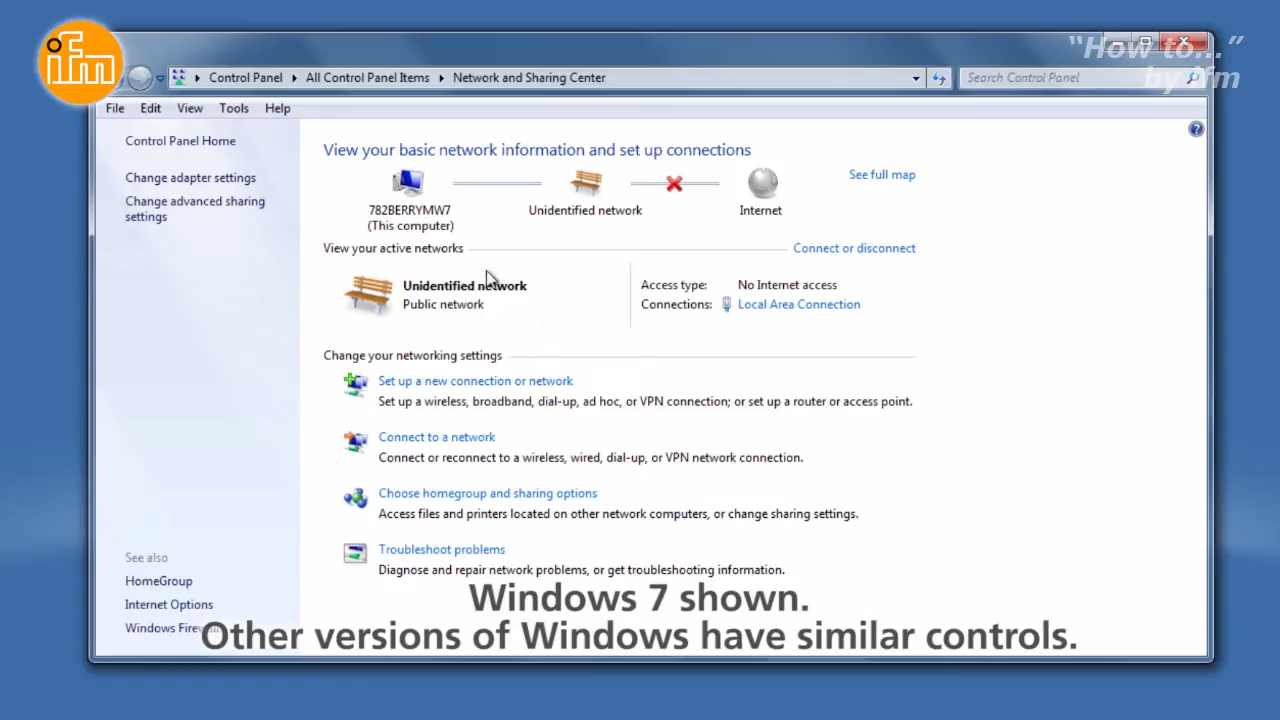 ifm
"How to..."
by ifm
Control Panel
All Control Panel Items
Network and Sharing Center
Search Control Panel
File Edit View Tools Help
Control Panel Home
Change adapter settings
Change advanced sharing
settings
View your basic network information and set up connections
See full map
782BERRYMW7
(This computer)
Unidentified network
Internet
View your active networks
Connect or disconnect
Unidentified network
Public network
Access type: No Internet access
Connections: Local Area Connection
Change your networking settings
Set up a new connection or network
Set up a wireless, broadband, dial-up, ad hoc, or VPN connection; or set up a router or access point.
Connect to a network
Connect or reconnect to a wireless, wired, dial-up, or VPN network connection.
Choose homegroup and sharing options
Access files and printers located on other network computers, or change sharing settings.
Troubleshoot problems
Diagnose and repair network problems, or get troubleshooting information.
See also
HomeGroup
Internet Options
Windows
Windows 7 shown.
Other versions of Windows have similar controls.